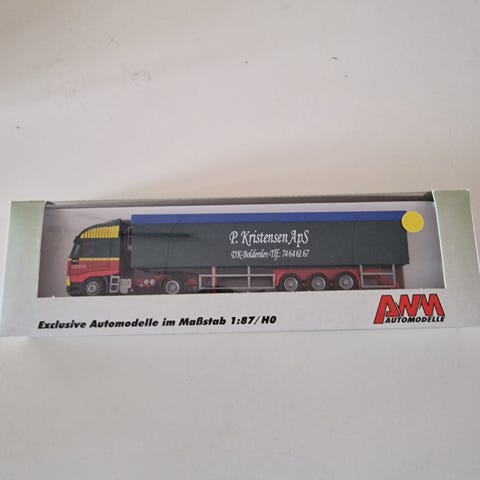 P. Kristensen ApS
DK-Bolderslev-Tlf: 74 64 61 67
Exclusive Automodelle im Maßstab 1:87/H0
AWM
AUTOMODELLE